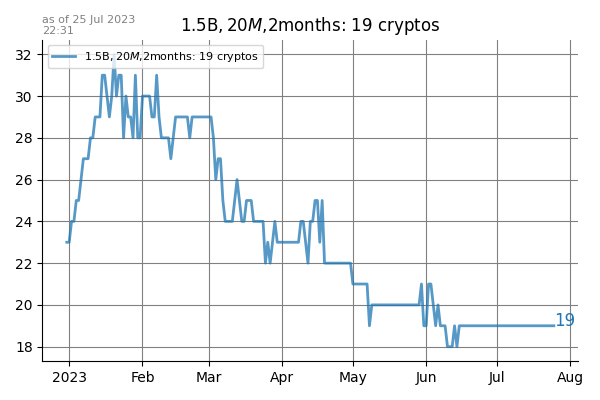 as of 25 Jul 2023
22:31
1.5B, 20M,2months: 19 cryptos
1.5B, 20M,2months: 19 cryptos
32
30
28
26
24
22
20
18
19
2023 Feb Mar Apr May Jun Jul Aug